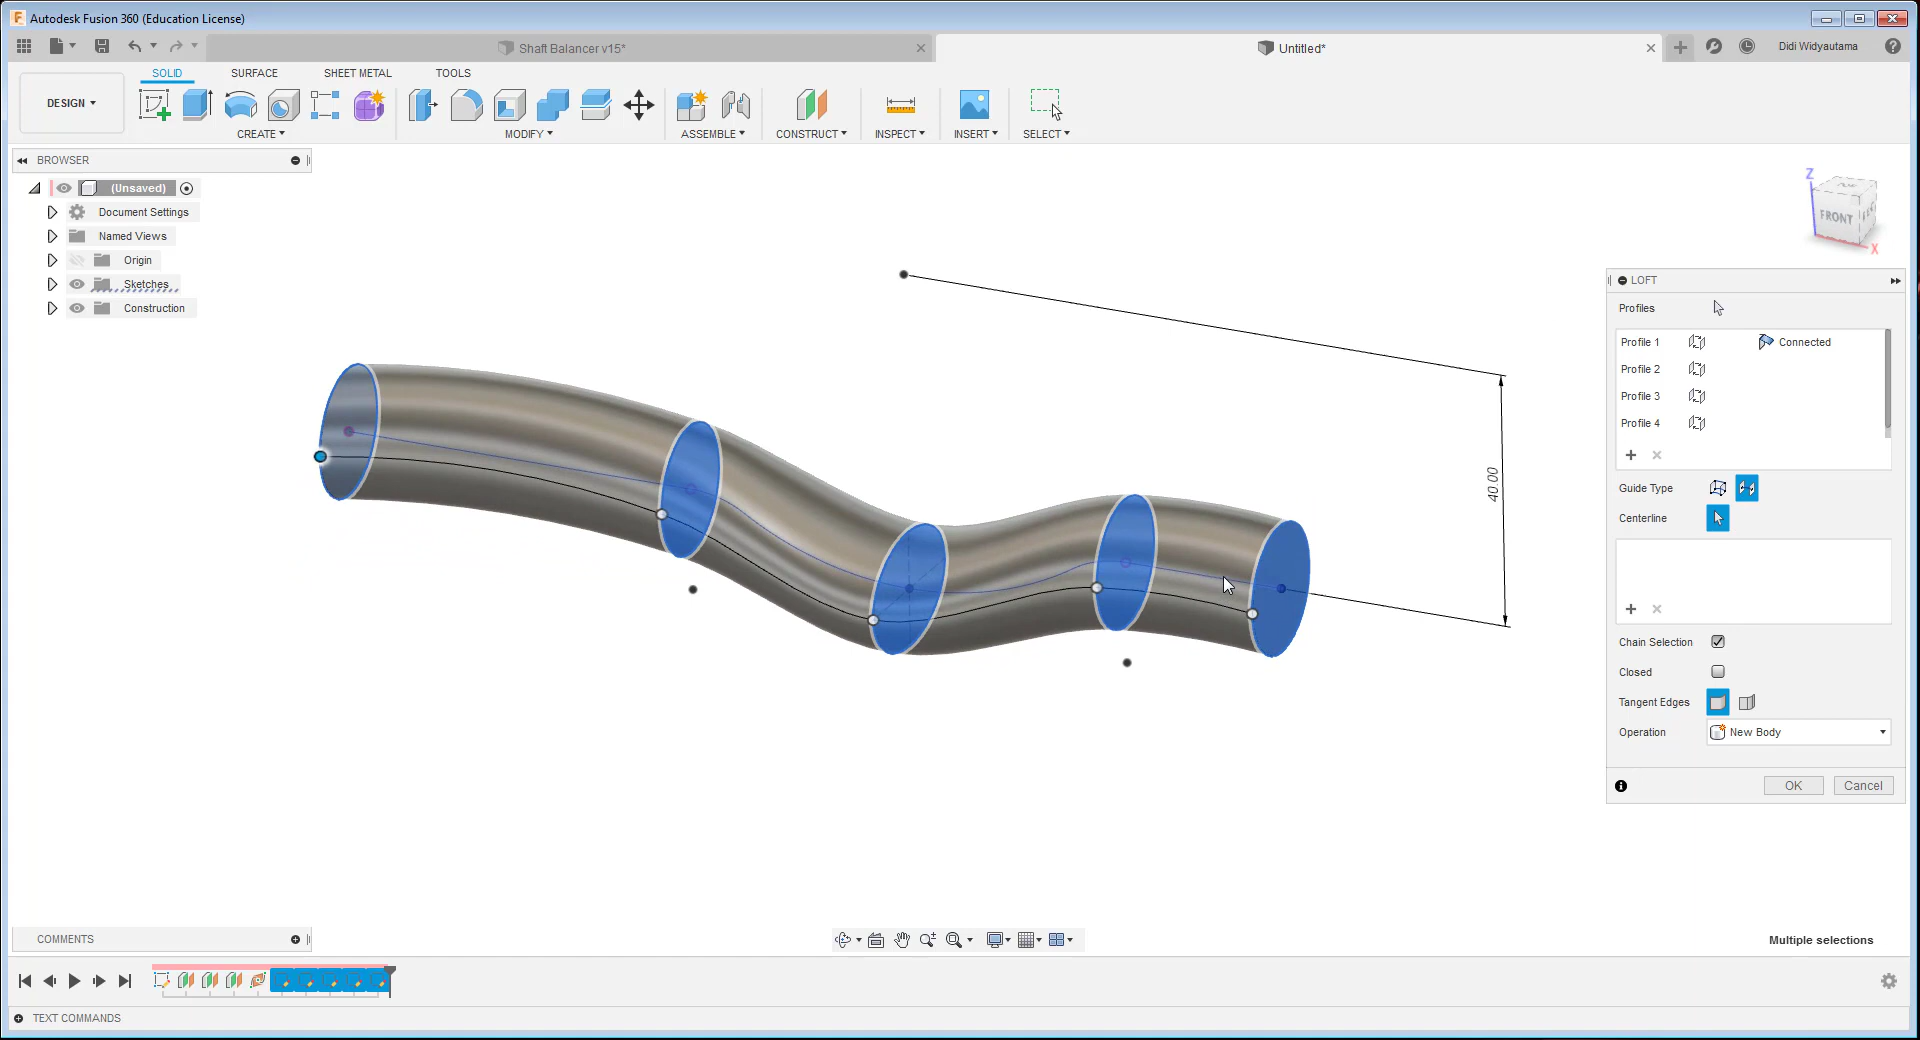 Autodesk Fusion 360 (Education License)
Shaft Balancer v15*
Untitled*
Didi Widyautama
DESIGN
SOLID
SURFACE
SHEET METAL
TOOLS
CREATE
MODIFY
ASSEMBLE
CONSTRUCT
INSPECT
INSERT
SELECT
BROWSER
(Unsaved)
Document Settings
Named Views
Origin
Sketches
Construction
Z
FRONT
X
40.00
LOFT
Profiles
Profile 1
Connected
Profile 2
Profile 3
Profile 4
Guide Type
Centerline
Chain Selection
Closed
Tangent Edges
Operation
New Body
OK
Cancel
COMMENTS
Multiple selections
TEXT COMMANDS